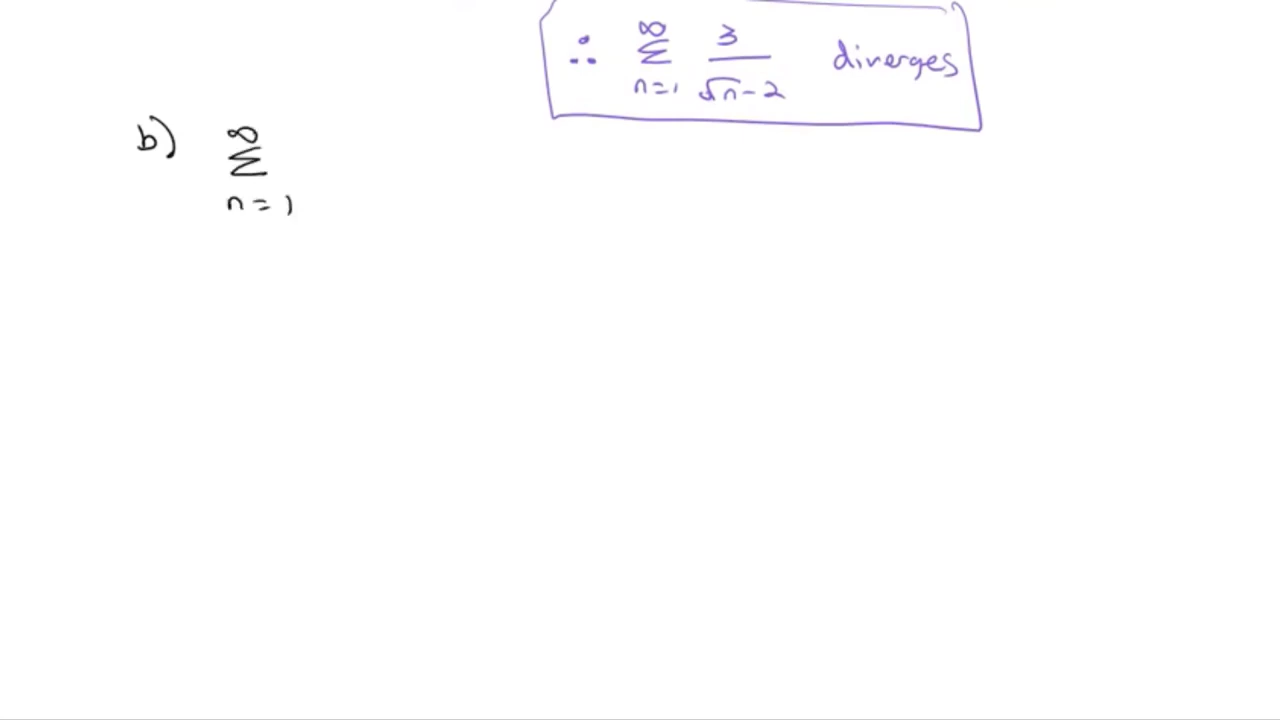 ∴ ∞ Σ n=1 3/(√n-2) diverges
b) ∞ Σ n=1